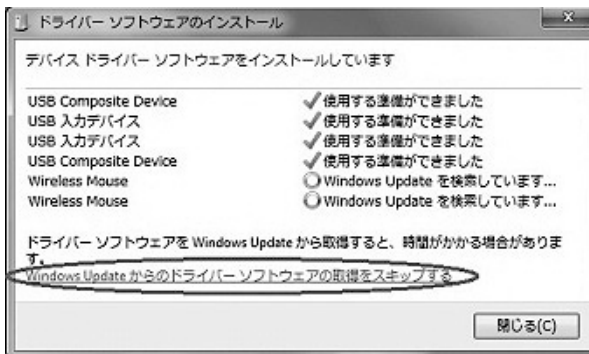 ドライバー ソフトウェアのインストール
デバイス ドライバー ソフトウェアをインストールしています
USB Composite Device ✓使用する準備ができました
USB 入力デバイス ✓使用する準備ができました
USB 入力デバイス ✓使用する準備ができました
USB Composite Device ✓使用する準備ができました
Wireless Mouse Windows Update を検索しています...
Wireless Mouse Windows Update を検索しています...
ドライバー ソフトウェアを Windows Update から取得すると、時間がかかる場合がありま
す。
Windows Update からのドライバー ソフトウェアの取得をスキップする
閉じる(C)